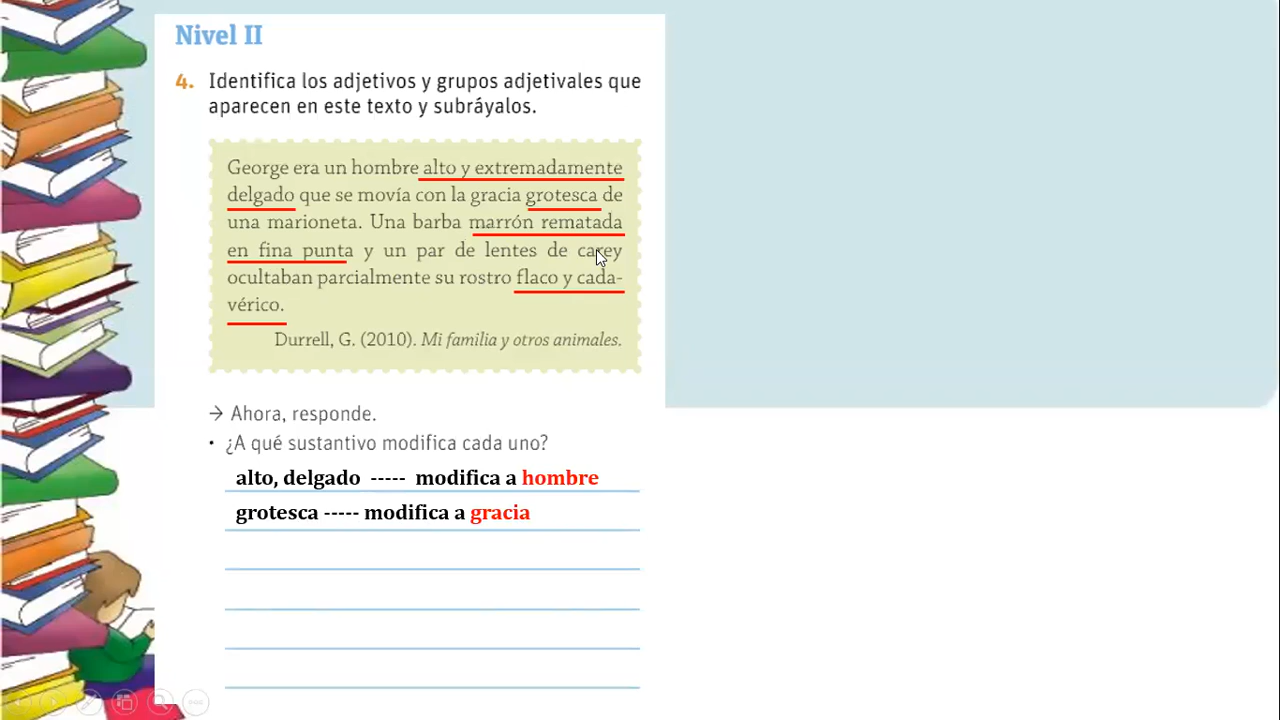 Nivel II
4. Identifica los adjetivos y grupos adjetivales que
aparecen en este texto y subráyalos.
George era un hombre alto y extremadamente
delgado que se movía con la gracia grotesca de
una marioneta. Una barba marrón rematada
en fina punta y un par de lentes de carey
ocultaban parcialmente su rostro flaco y cada-
vérico.
Durrell, G. (2010). Mi familia y otros animales.
→ Ahora, responde.
• ¿A qué sustantivo modifica cada uno?
alto, delgado ----- modifica a hombre
grotesca ----- modifica a gracia